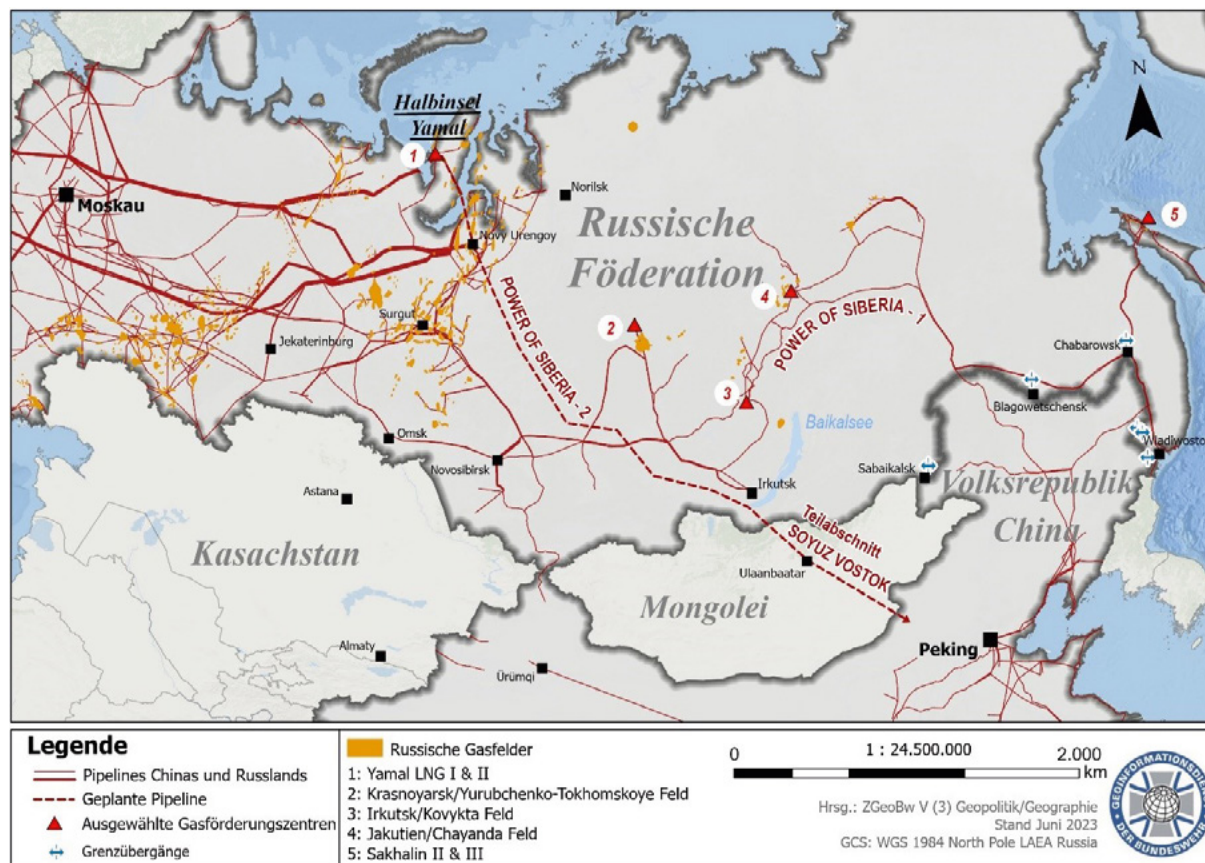 Halbinsel
Yamal
N
1
5
Moskau
Norilsk
Novy Urengoy
Russische
Föderation
4
Surgut
2
POWER OF SIBERIA - 2
POWER OF SIBERIA - 1
Jekaterinburg
Chabarowsk
3
Blagowetschensk
Baikalsee
Omsk
Wladiwosto
Novosibirsk
Sabaikalsk
Irkutsk
Volksrepublik
China
Astana
Teilabschnitt
SOYUZ VOSTOK
Kasachstan
Ulaanbaatar
Mongolei
Almaty
Peking
Ürümqi
Legende
Pipelines Chinas und Russlands
Geplante Pipeline
Ausgewählte Gasförderungszentren
Grenzübergänge
Russische Gasfelder
1: Yamal LNG I & II
2: Krasnoyarsk/Yurubchenko-Tokhomskoye Feld
3: Irkutsk/Kovykta Feld
4: Jakutien/Chayanda Feld
5: Sakhalin II & III
0 1 : 24.500.000 2.000
km
Hrsg.: ZGeoBw V (3) Geopolitik/Geographie
Stand Juni 2023
GCS: WGS 1984 North Pole LAEA Russia
GEOINFORMATIONSDIENST
DER BUNDESWEHR